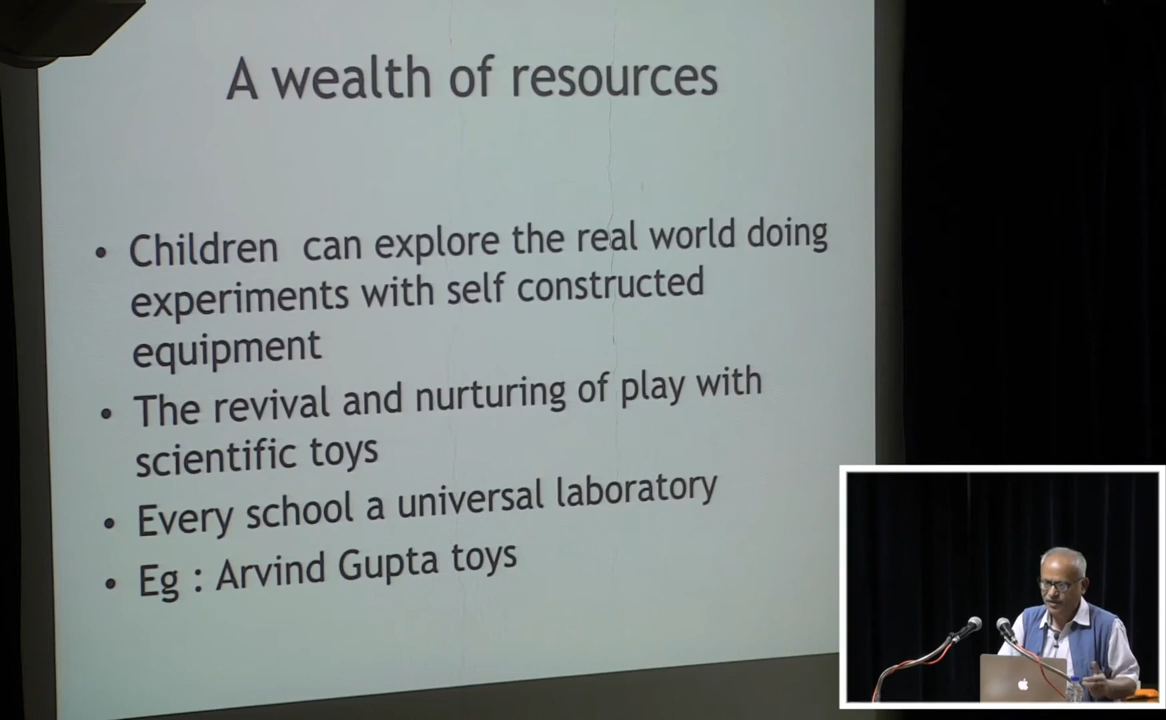 A wealth of resources
• Children can explore the real world doing
experiments with self constructed
equipment
• The revival and nurturing of play with
scientific toys
• Every school a universal laboratory
• Eg : Arvind Gupta toys